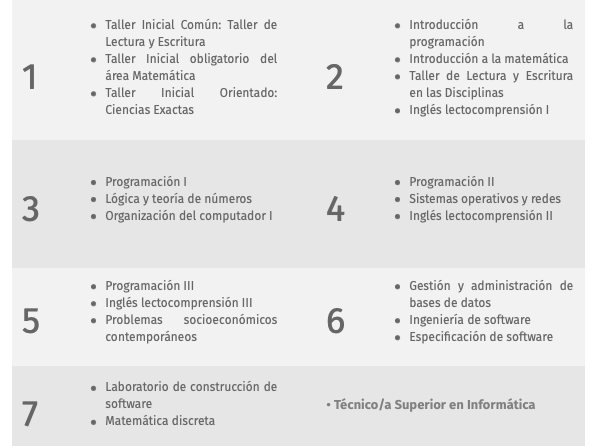 1
• Taller Inicial Común: Taller de
Lectura y Escritura
• Taller Inicial obligatorio del
área Matemática
• Taller Inicial Orientado:
Ciencias Exactas
2
• Introducción a la
programación
• Introducción a la matemática
• Taller de Lectura y Escritura
en las Disciplinas
• Inglés lectocomprensión I
3
• Programación I
• Lógica y teoría de números
• Organización del computador I
4
• Programación II
• Sistemas operativos y redes
• Inglés lectocomprensión II
5
• Programación III
• Inglés lectocomprensión III
• Problemas socioeconómicos
contemporáneos
6
• Gestión y administración de
bases de datos
• Ingeniería de software
• Especificación de software
7
• Laboratorio de construcción de
software
• Matemática discreta
• Técnico/a Superior en Informática